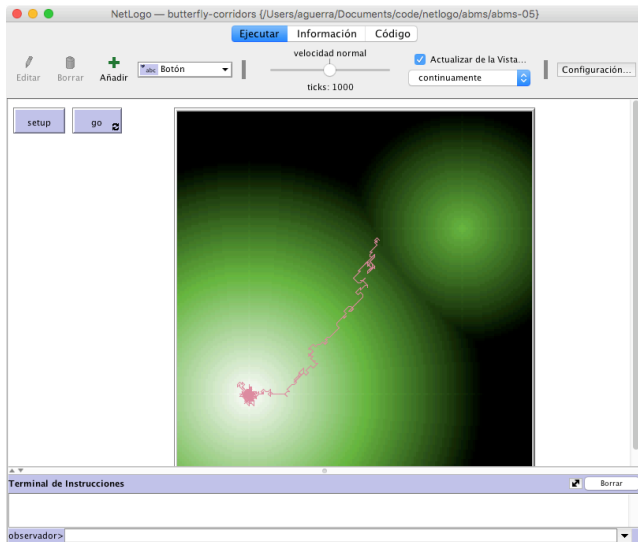 NetLogo — butterfly-corridors {/Users/aguerra/Documents/code/netlogo/abms/abms-05}
Ejecutar Información Código
Editar Borrar Añadir
abc Botón
velocidad normal
ticks: 1000
Actualizar de la Vista...
continuamente
Configuración...
setup
go
Terminal de Instrucciones
Borrar
observador>